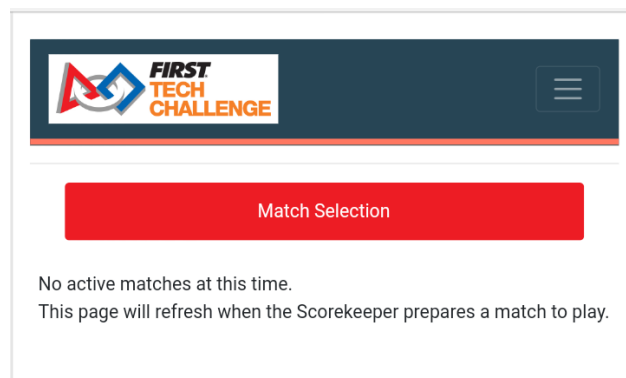 FIRST
TECH
CHALLENGE
Match Selection
No active matches at this time.
This page will refresh when the Scorekeeper prepares a match to play.